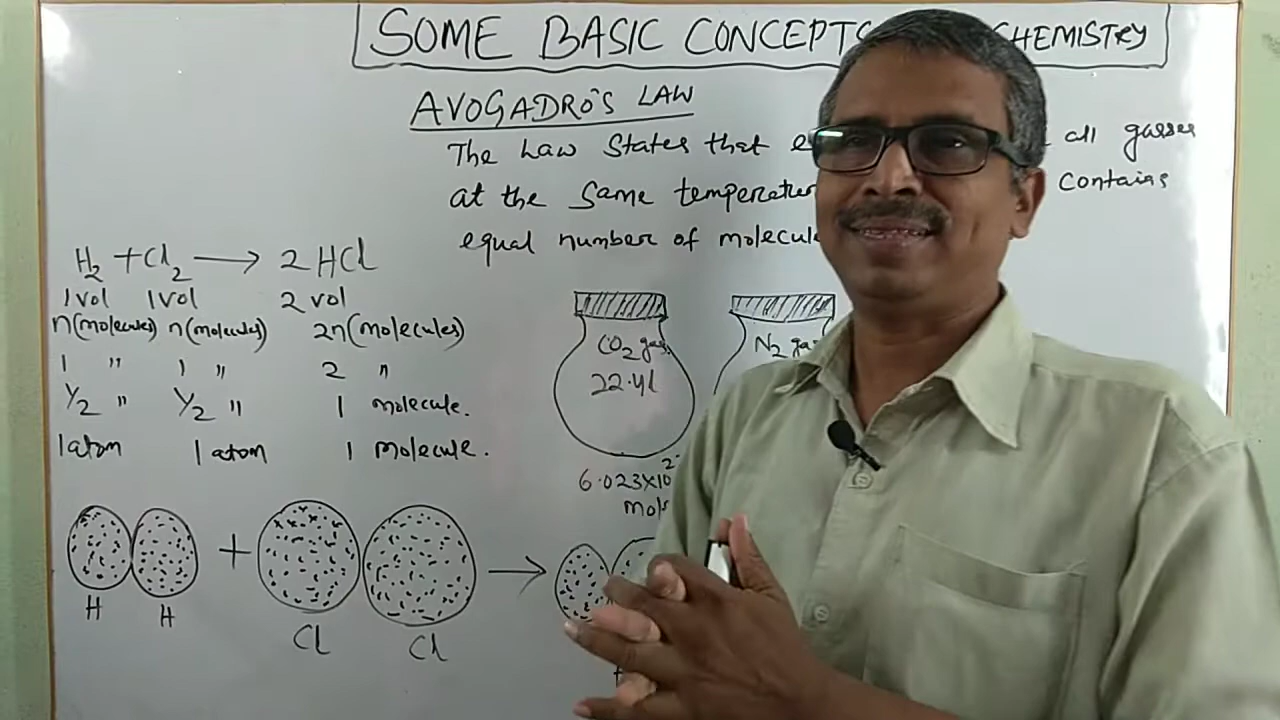 SOME BASIC CONCEPTS CHEMISTRY
AVOGADRO'S LAW
The Law States that all gasses
at the Same contains
equal number of
H2 + Cl2 → 2 HCl
1 vol 1 vol 2 vol
n(molecules) n(molecules) 2n(molecules)
1 " 1 " 2 "
1/2 " 1/2 " 1 molecule.
1 atom 1 atom 1 molecule.
CO2 gas
22.4l
N2
6.023×10
H H + Cl Cl →